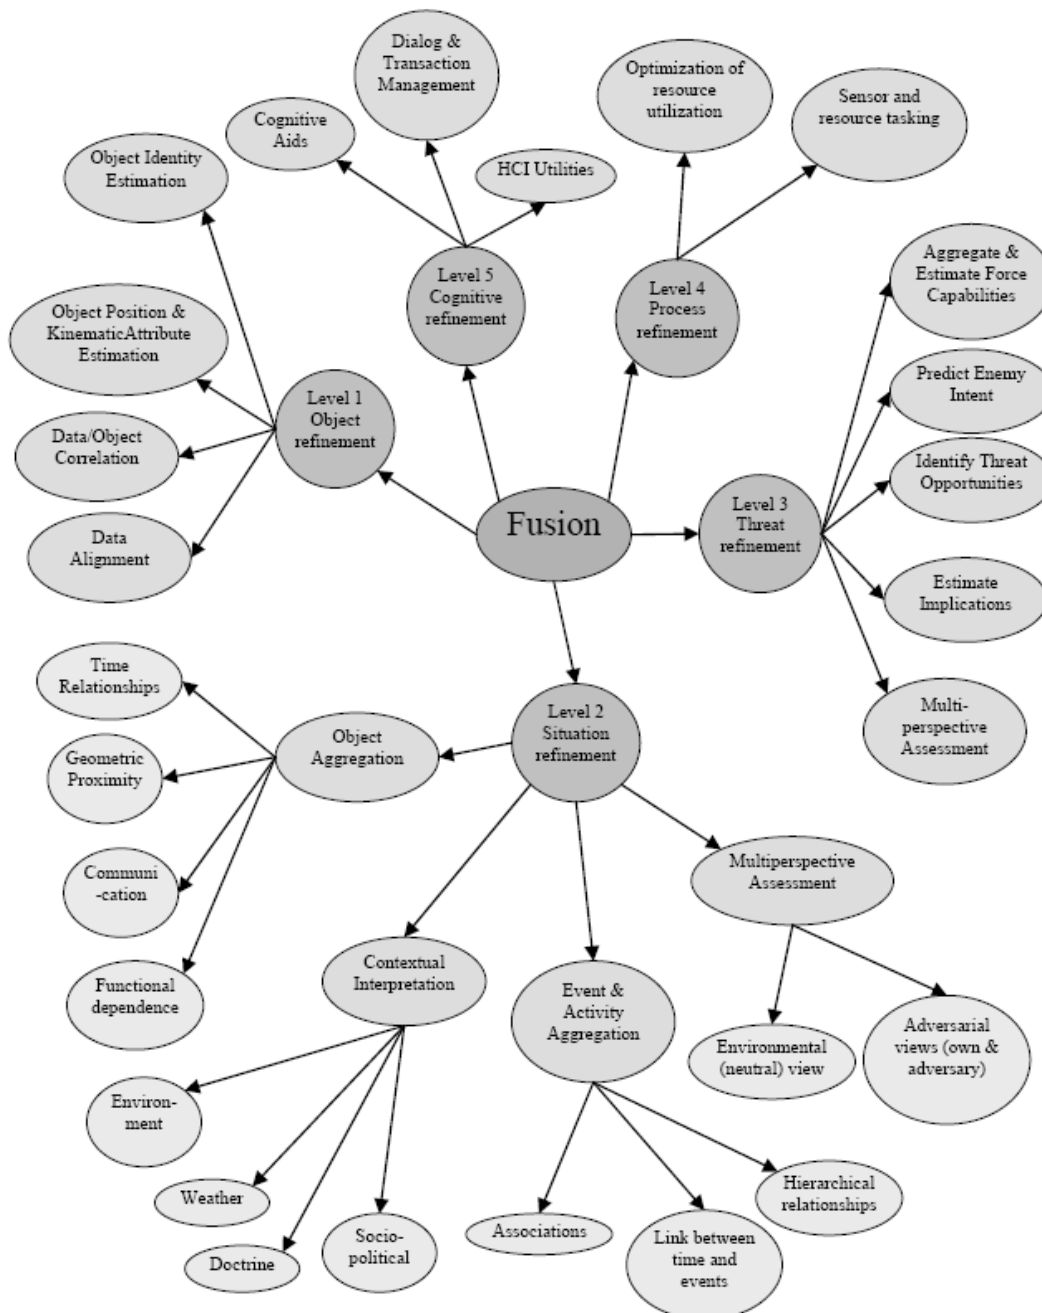 Dialog &
Transaction
Management
Optimization of
resource
utilization
Sensor and
resource tasking
Cognitive
Aids
Object Identity
Estimation
HCI Utilities
Level 5
Cognitive
refinement
Level 4
Process
refinement
Aggregate &
Estimate Force
Capabilities
Object Position &
KinematicAttribute
Estimation
Level 1
Object
refinement
Predict Enemy
Intent
Data/Object
Correlation
Identify Threat
Opportunities
Fusion
Level 3
Threat
refinement
Data
Alignment
Estimate
Implications
Time
Relationships
Level 2
Situation
refinement
Multi-
perspective
Assessment
Object
Aggregation
Geometric
Proximity
Communi
-cation
Multiperspective
Assessment
Functional
dependence
Contextual
Interpretation
Event &
Activity
Aggregation
Environmental
(neutral) view
Adversarial
views (own &
adversary)
Environ-
ment
Weather
Doctrine
Socio-
political
Associations
Link between
time and
events
Hierarchical
relationships